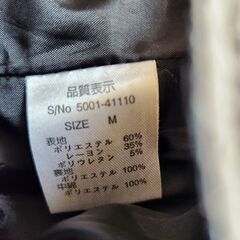 品質表示
S/No 5001-41110
SIZE M
表地
ポリエステル 60%
レーヨン 35%
ポリウレタン 5%
裏地
ポリエステル 100%
中綿
ポリエステル 100%